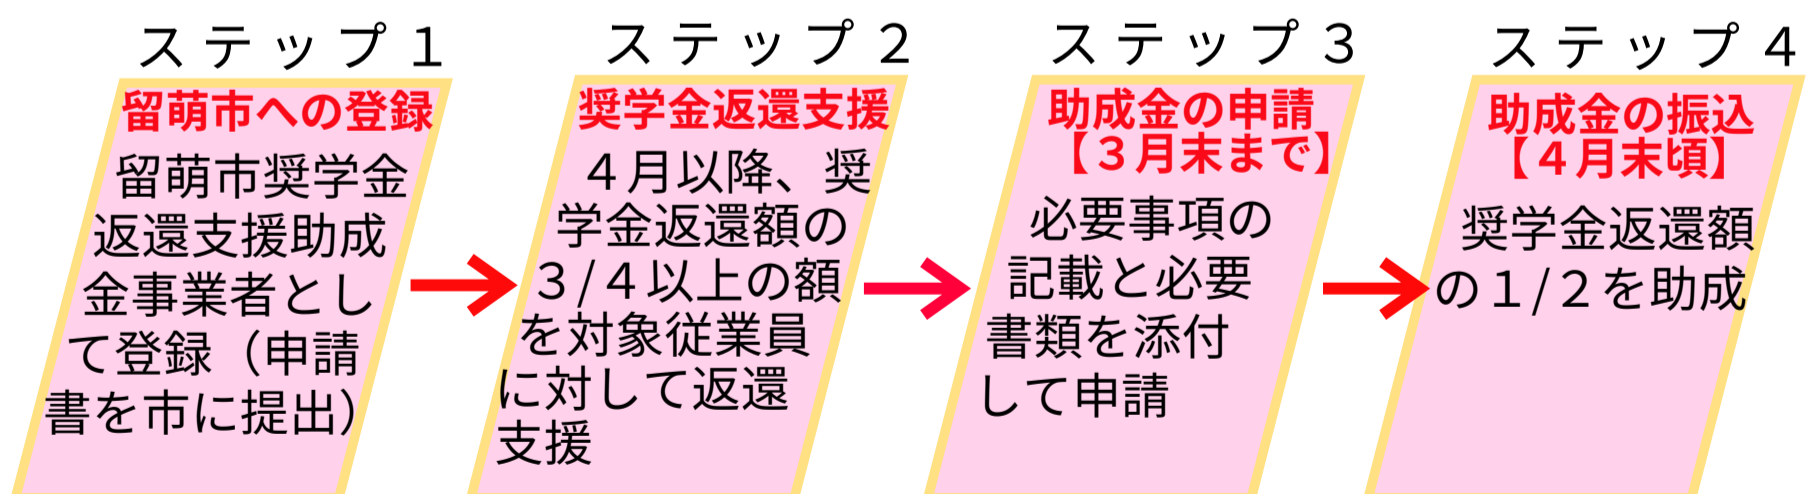 ステップ１
留萌市への登録
留萌市奨学金
返還支援助成
金事業者とし
て登録（申請
書を市に提出）
ステップ２
奨学金返還支援
４月以降、奨
学金返還額の
３/４以上の額
を対象従業員
に対して返還
支援
ステップ３
助成金の申請
【３月末まで】
必要事項の
記載と必要
書類を添付
して申請
ステップ４
助成金の振込
【４月末頃】
奨学金返還額
の１/２を助成